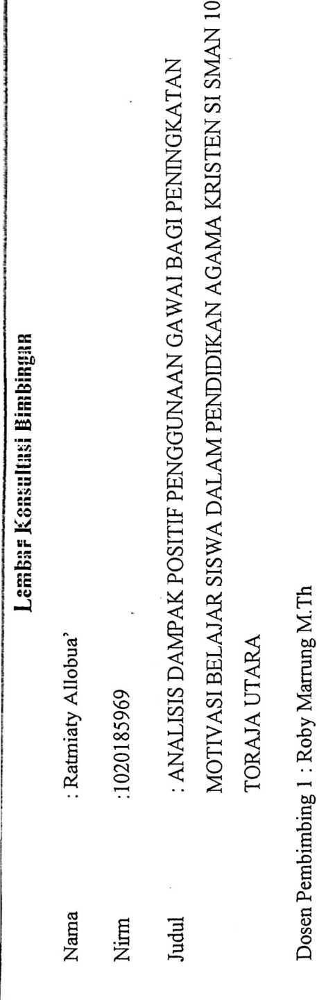 Lembar Konsultasi Bimbingan
Nama : Ratmiaty Allobua'
Nirm :1020185969
Judul : ANALISIS DAMPAK POSITIF PENGGUNAAN GAWAI BAGI PENINGKATAN
MOTIVASI BELAJAR SISWA DALAM PENDIDIKAN AGAMA KRISTEN SI SMAN 10
TORAJA UTARA
Dosen Pembimbing 1 : Roby Marrung M.Th